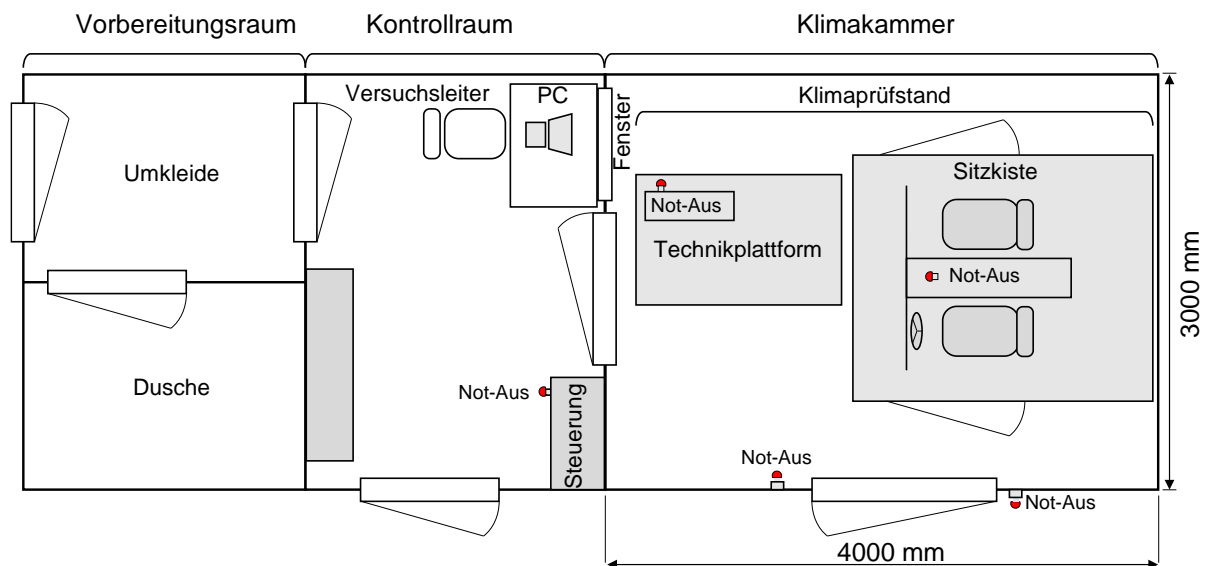 Vorbereitungsraum
Kontrollraum
Klimakammer
Versuchsleiter
PC
Klimaprüfstand
Fenster
Umkleide
Sitzkiste
Not-Aus
Technikplattform
Not-Aus
3000 mm
Dusche
Not-Aus
Steuerung
Not-Aus
Not-Aus
4000 mm